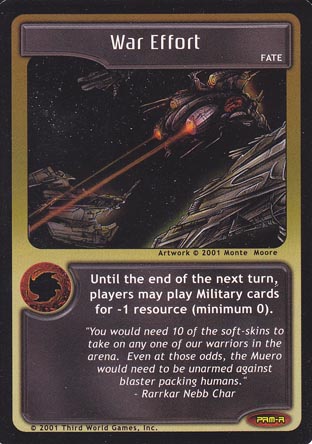 War Effort
FATE
Artwork © 2001 Monte Moore
Until the end of the next turn,
players may play Military cards
for -1 resource (minimum 0).
"You would need 10 of the soft-skins to
take on any one of our warriors in the
arena.  Even at those odds, the Muero
would need to be unarmed against
blaster packing humans."
- Rarrkar Nebb Char
© 2001 Third World Games, Inc.
PRM-R